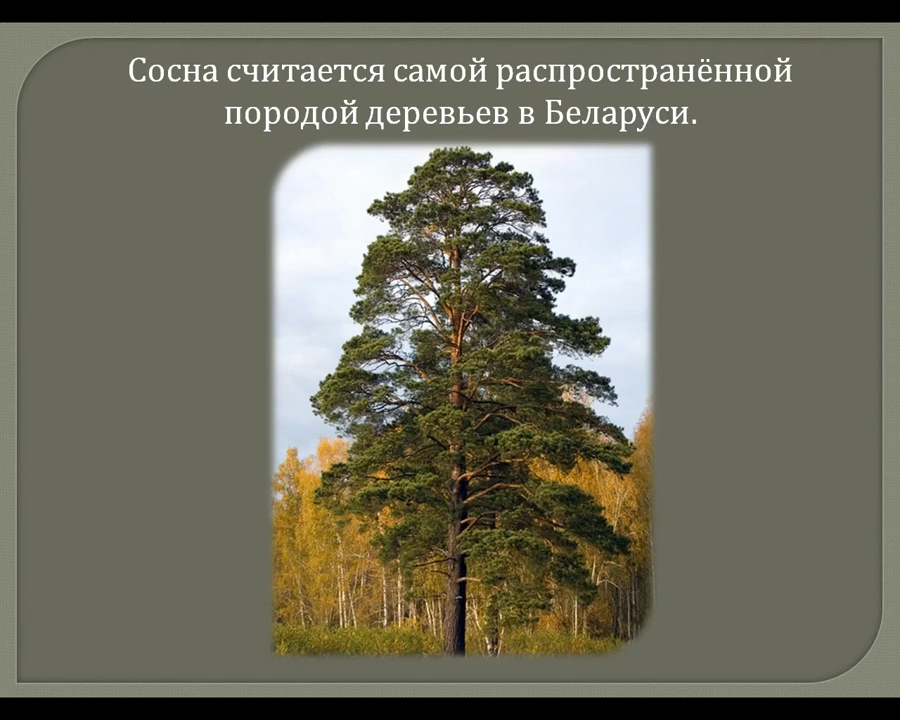 Сосна считается самой распространённой
породой деревьев в Беларуси.